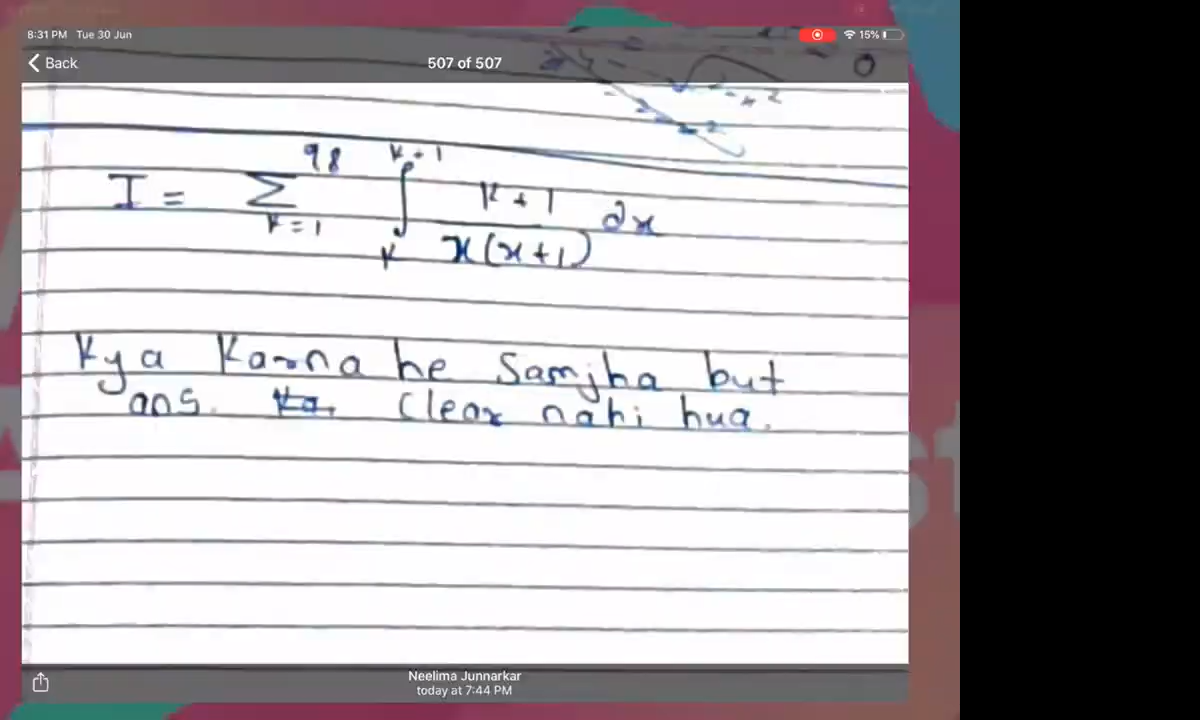 8:31 PM Tue 30 Jun 15%
Back 507 of 507
0
98 k+1
I = Σ ∫ k+1 dx
k=1 k x(x+1)
Kya Karna he Samjha but
ans. clear nahi hua.
Neelima Junnarkar
today at 7:44 PM